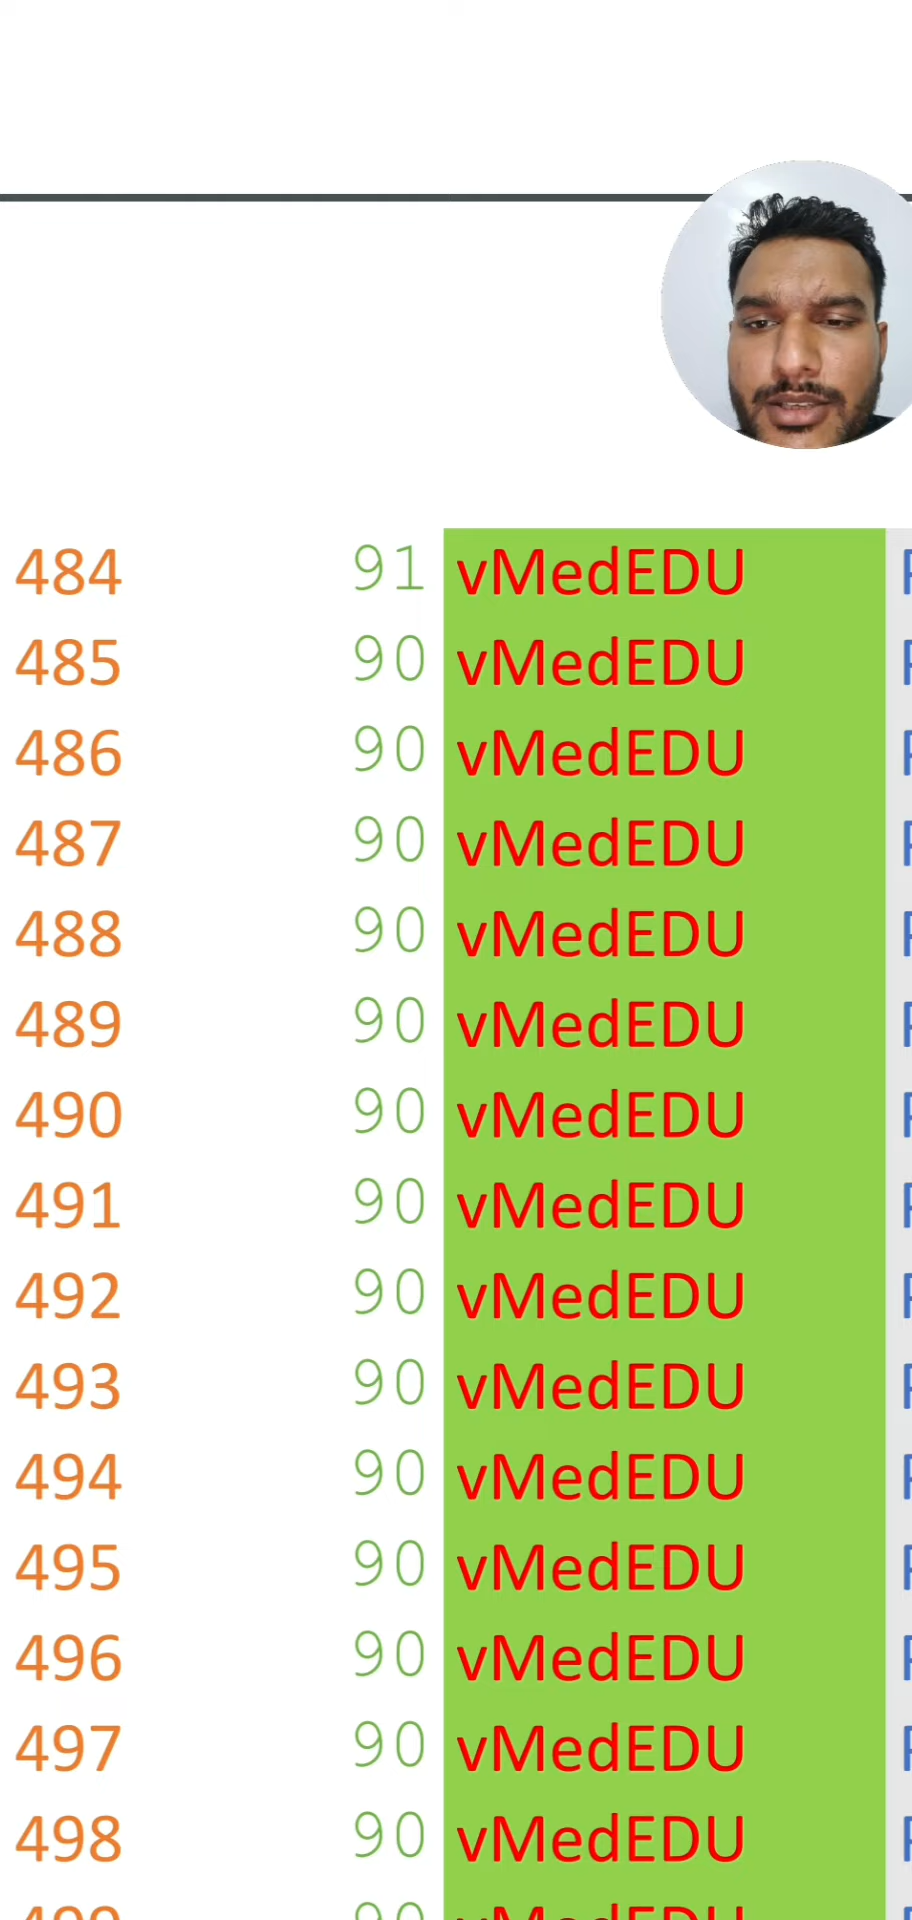 484 91 vMedEDU
485 90 vMedEDU
486 90 vMedEDU
487 90 vMedEDU
488 90 vMedEDU
489 90 vMedEDU
490 90 vMedEDU
491 90 vMedEDU
492 90 vMedEDU
493 90 vMedEDU
494 90 vMedEDU
495 90 vMedEDU
496 90 vMedEDU
497 90 vMedEDU
498 90 vMedEDU